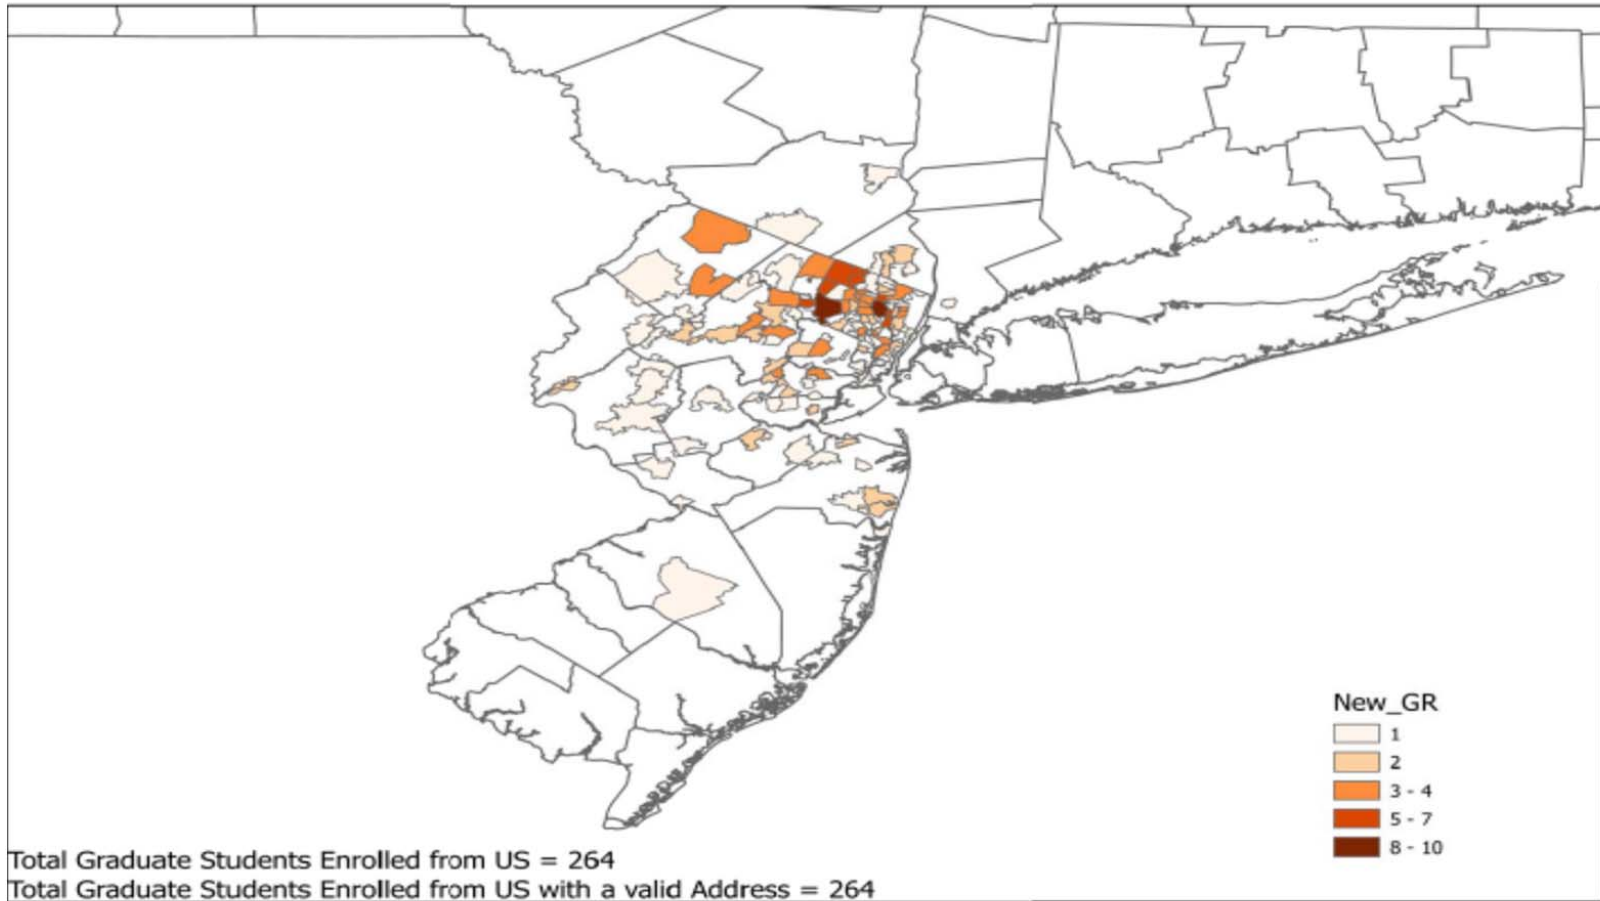 New_GR
1
2
3 - 4
5 - 7
8 - 10
Total Graduate Students Enrolled from US = 264
Total Graduate Students Enrolled from US with a valid Address = 264